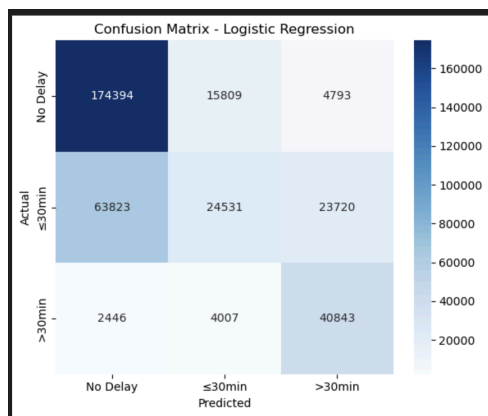 Confusion Matrix - Logistic Regression
No Delay
174394
15809
4793
Actual
≤30min
63823
24531
23720
>30min
2446
4007
40843
No Delay
≤30min
>30min
Predicted
160000
140000
120000
100000
80000
60000
40000
20000